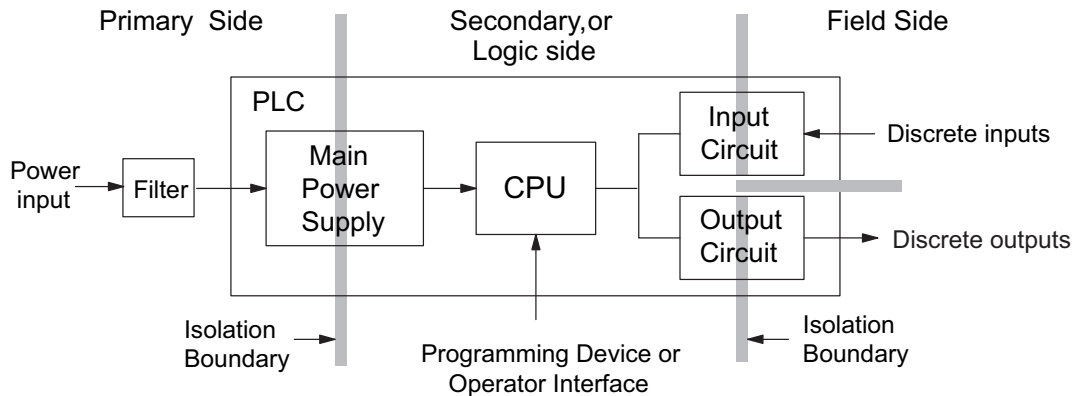 Primary Side
Secondary,or
Logic side
Field Side
PLC
Power
input
Filter
Main
Power
Supply
CPU
Input
Circuit
Discrete inputs
Output
Circuit
Discrete outputs
Isolation
Boundary
Programming Device or
Operator Interface
Isolation
Boundary